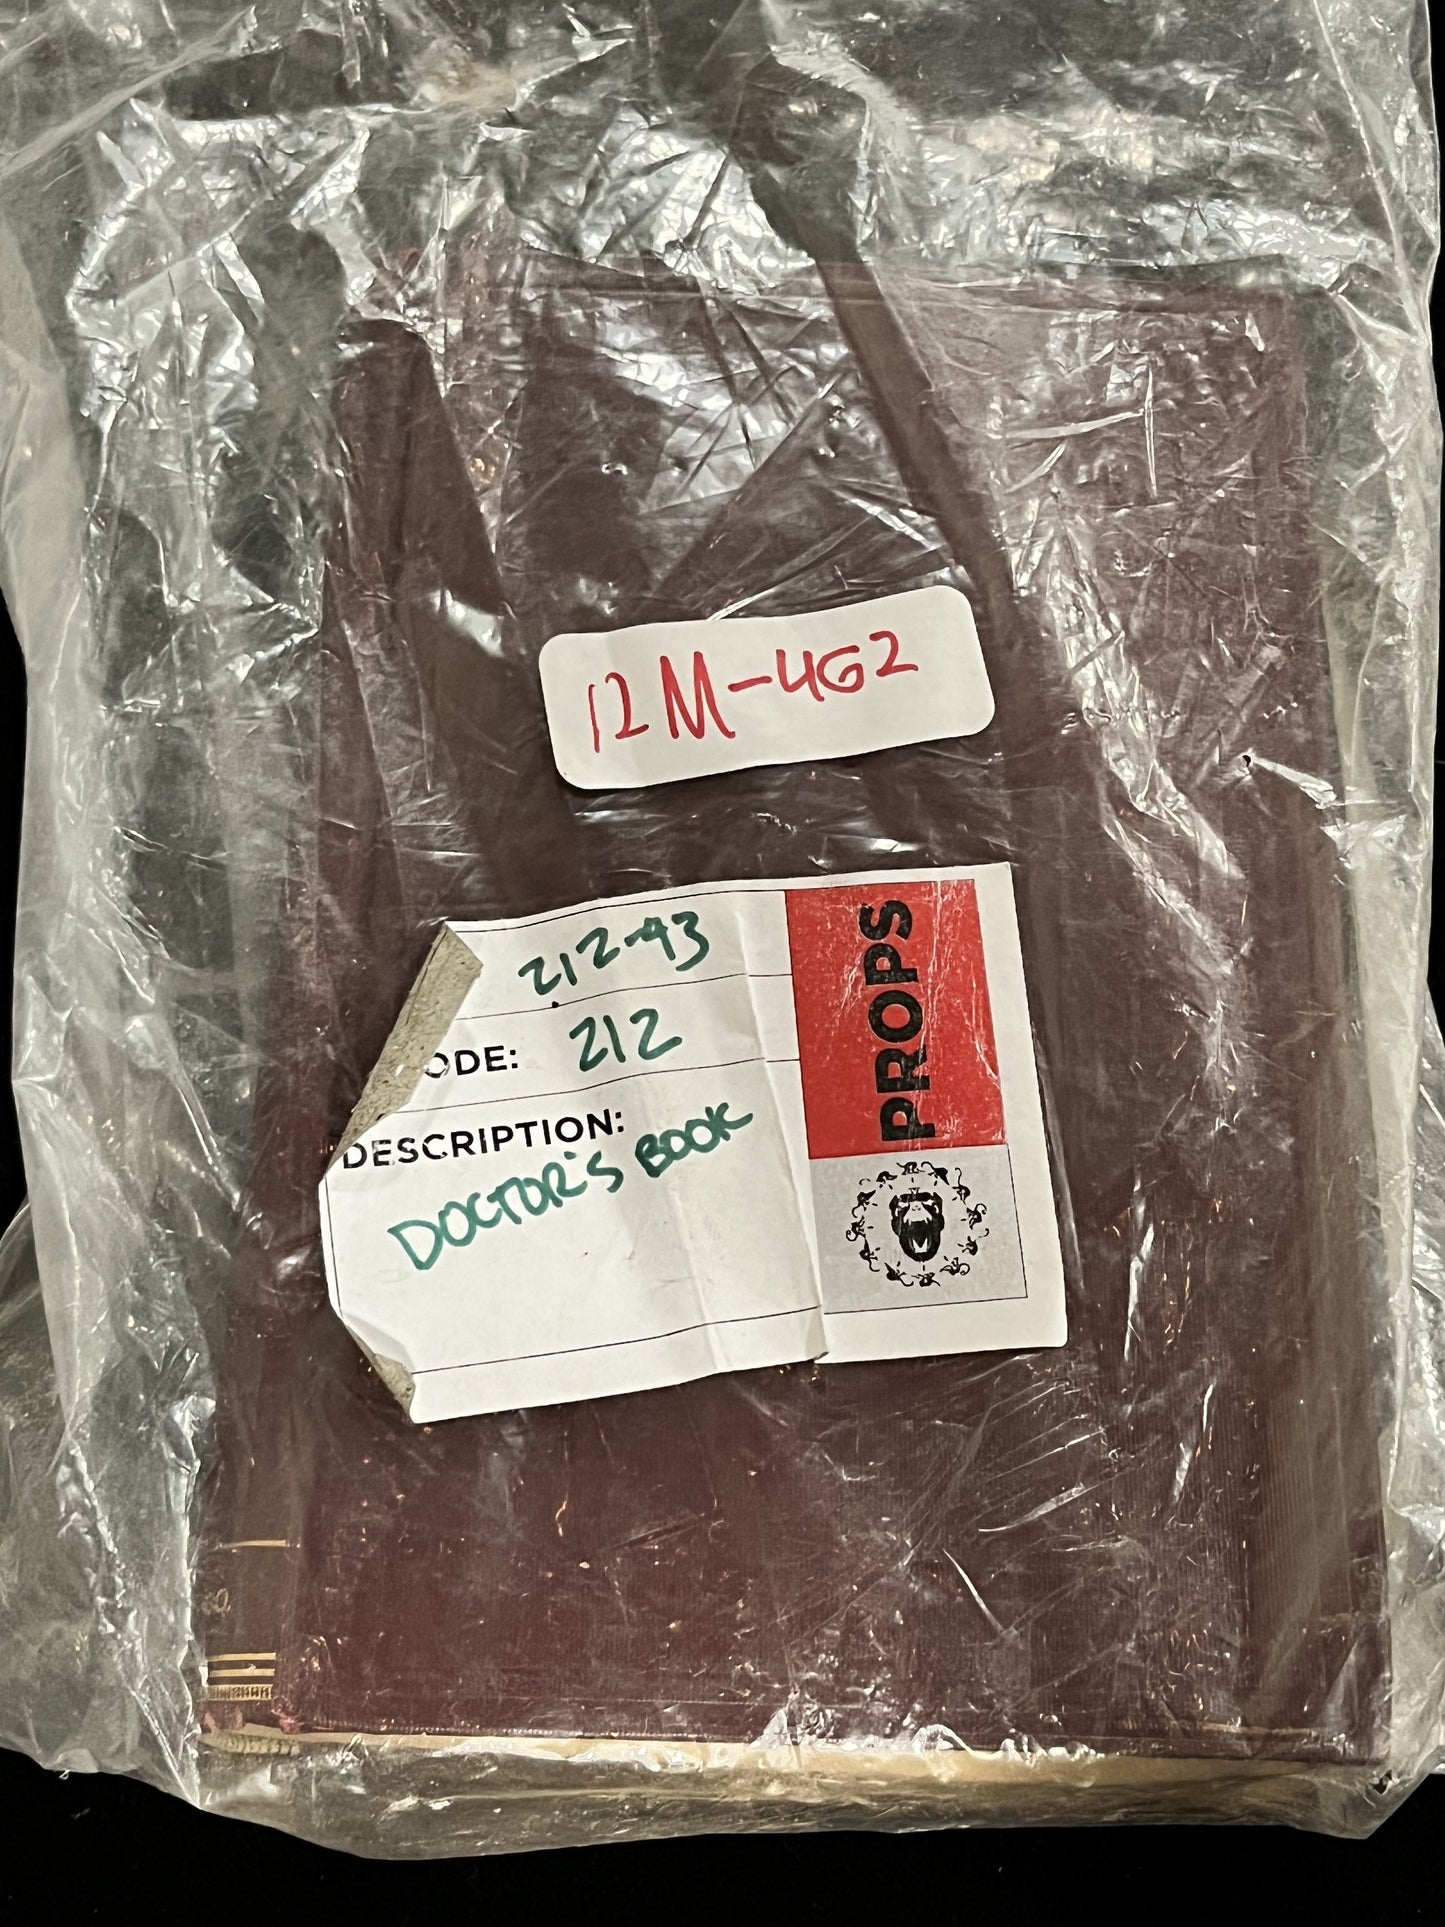 12M-462
212-93
ODE: 212
DESCRIPTION:
DOCTOR'S BOOK
PROPS